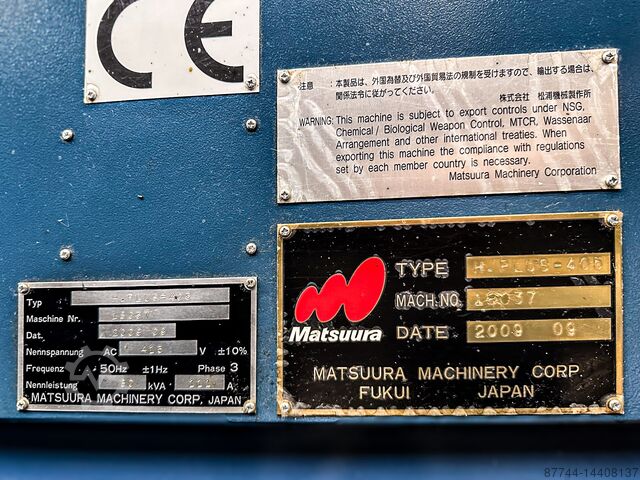 CE
注意 : 本製品は、外国為替及び外国貿易法の規制を受けますので、輸出する場合は、
関係法令に従がってください。
株式会社 松浦機械製作所
WARNING: This machine is subject to export controls under NSG,
Chemical / Biological Weapon Control, MTCR, Wassenaar
Arrangement and other international treaties. When
exporting this machine the compliance with regulations
set by each member country is necessary.
Matsuura Machinery Corporation
Matsuura
TYPE H.PLUS-405
MACH.NO.
DATE 2009 09
MATSUURA MACHINERY CORP.
FUKUI JAPAN
Typ
Maschine Nr.
Dat. 2009 09
Nennspannung AC 415 V ±10%
Frequenz 50Hz ±1Hz Phase 3
Nennleistung kVA A
MATSUURA MACHINERY CORP, JAPAN
87744-14408137